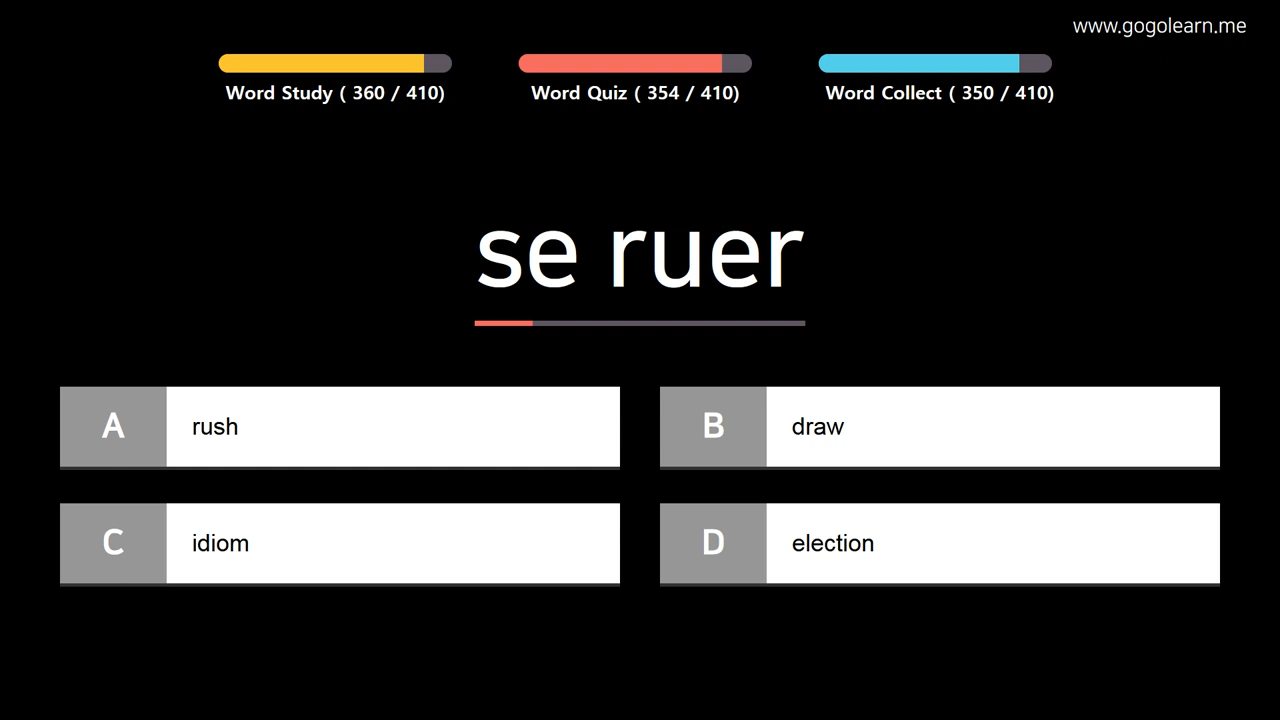 www.gogolearn.me
Word Study ( 360 / 410)
Word Quiz ( 354 / 410)
Word Collect ( 350 / 410)
se ruer
A rush
B draw
C idiom
D election